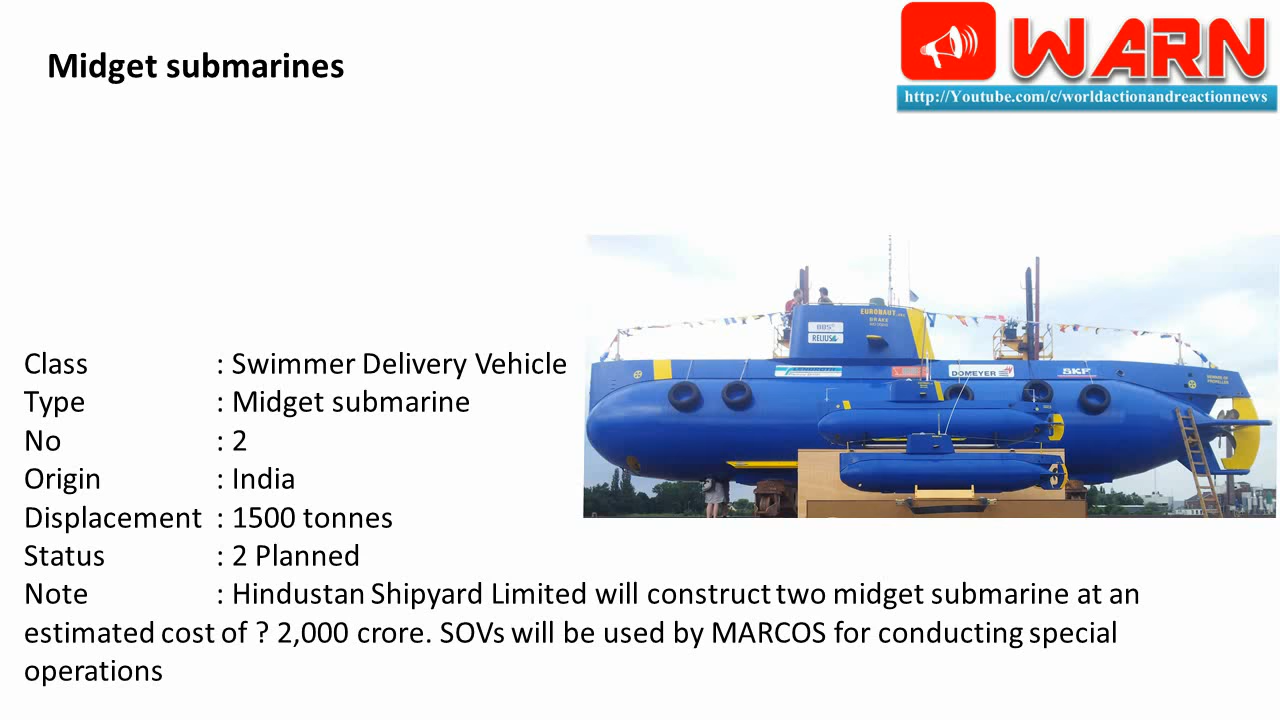 Midget submarines
WARN
http://Youtube.com/c/worldactionandreactionnews
EURONAUT
BBS
RELIUS
DOMEYER
SKF
Class : Swimmer Delivery Vehicle
Type : Midget submarine
No : 2
Origin : India
Displacement : 1500 tonnes
Status : 2 Planned
Note : Hindustan Shipyard Limited will construct two midget submarine at an
estimated cost of ? 2,000 crore. SOVs will be used by MARCOS for conducting special
operations